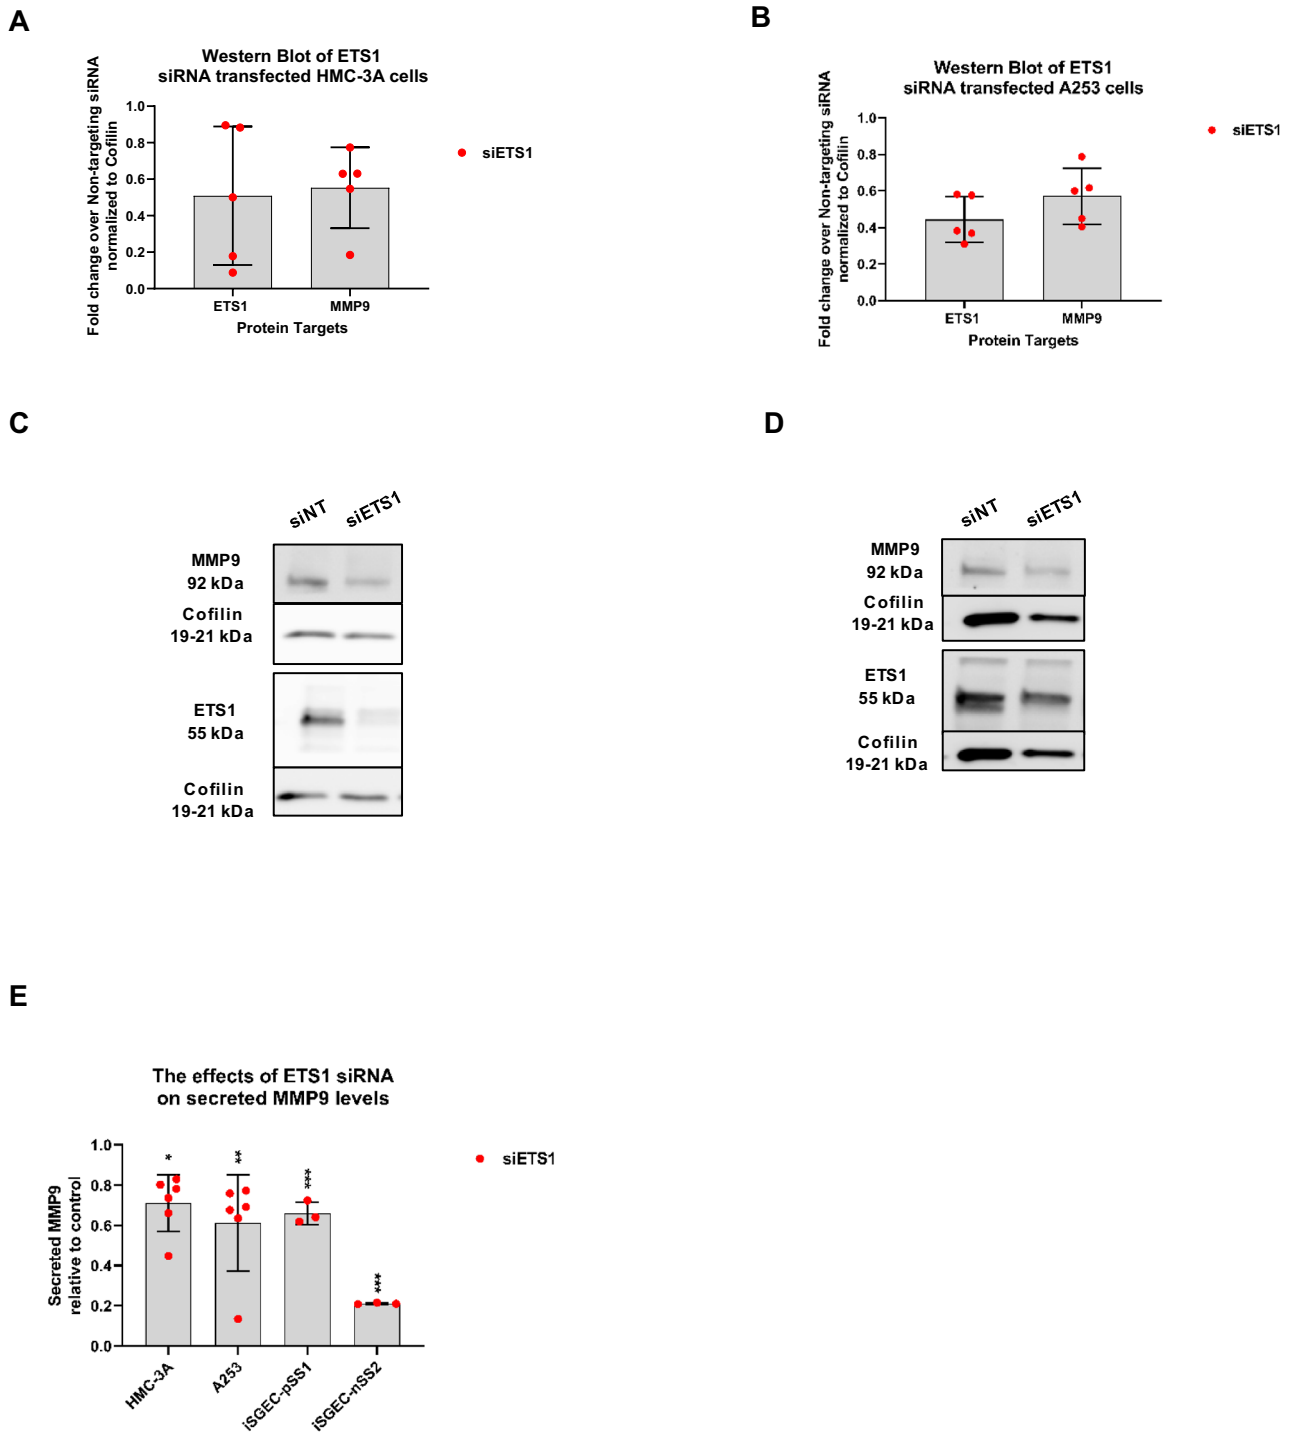 A
Western Blot of ETS1
siRNA transfected HMC-3A cells
Fold change over Non-targeting siRNA
normalized to Cofilin
1.0
0.8
0.6
0.4
0.2
0.0
ETS1
MMP9
Protein Targets
siETS1
B
Western Blot of ETS1
siRNA transfected A253 cells
Fold change over Non-targeting siRNA
normalized to Cofilin
1.0
0.8
0.6
0.4
0.2
0.0
ETS1
MMP9
Protein Targets
siETS1
C
siNT
siETS1
MMP9
92 kDa
Cofilin
19-21 kDa
ETS1
55 kDa
Cofilin
19-21 kDa
D
siNT
siETS1
MMP9
92 kDa
Cofilin
19-21 kDa
ETS1
55 kDa
Cofilin
19-21 kDa
E
The effects of ETS1 siRNA
on secreted MMP9 levels
Secreted MMP9
relative to control
1.0
0.8
0.6
0.4
0.2
0.0
*
**
***
***
HMC-3A
A253
iSGEC-pSS1
iSGEC-nSS2
siETS1